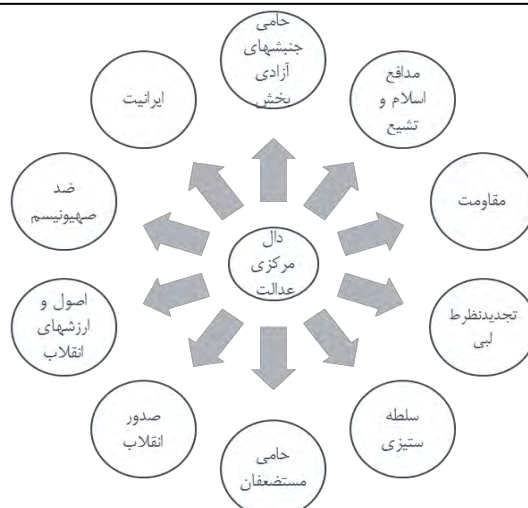 حامی
جنبشهای
آزادی
بخش
مدافع
اسلام و
تشیع
مقاومت
تجدیدنظرط
لبی
سلطه
ستیزی
حامی
مستضعفان
صدور
انقلاب
اصول و
ارزشهای
انقلاب
ضد
صهیونیسم
ایرانیت
دال
مرکزی
عدالت